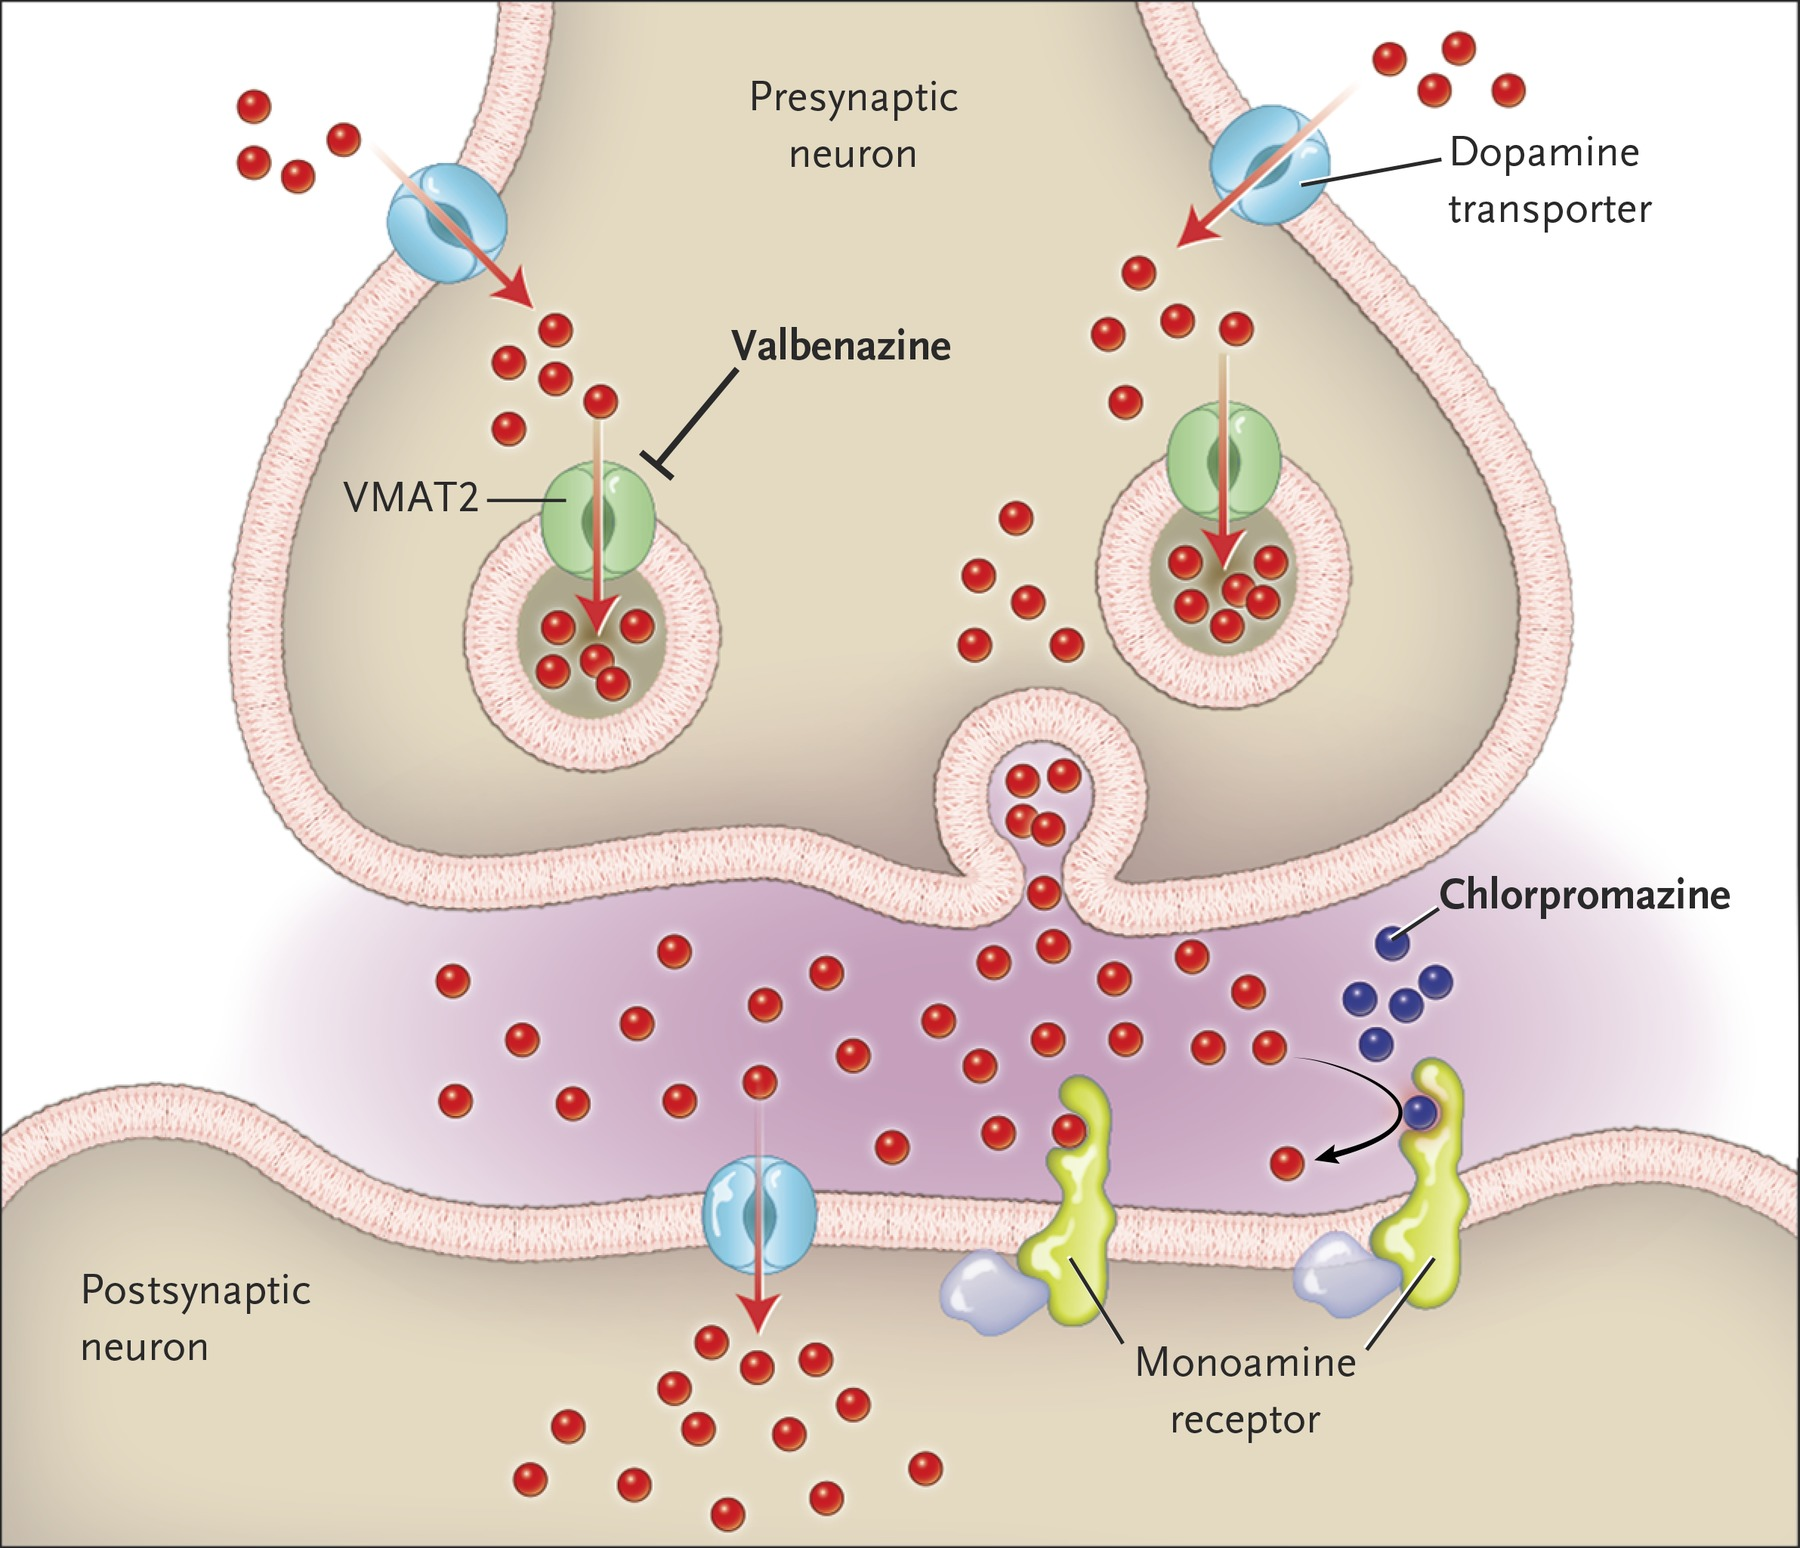 Presynaptic
neuron
Dopamine
transporter
Valbenazine
VMAT2
Chlorpromazine
Postsynaptic
neuron
Monoamine
receptor